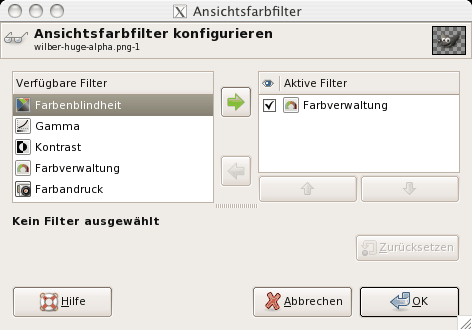 Ansichtsfarbfilter
Ansichtsfarbfilter konfigurieren
wilber-huge-alpha.png-1
Verfügbare Filter
Farbenblindheit
Gamma
Kontrast
Farbverwaltung
Farbandruck
Aktive Filter
Farbverwaltung
Kein Filter ausgewählt
Zurücksetzen
Hilfe
Abbrechen
OK